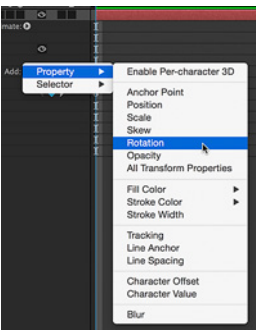 mate:
Add: Property
Selector
Enable Per-character 3D
Anchor Point
Position
Scale
Skew
Rotation
Opacity
All Transform Properties
Fill Color
Stroke Color
Stroke Width
Tracking
Line Anchor
Line Spacing
Character Offset
Character Value
Blur